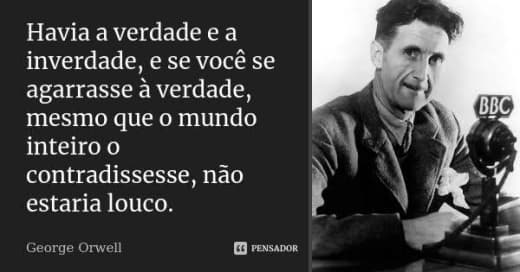 Havia a verdade e a
inverdade, e se você se
agarrasse à verdade,
mesmo que o mundo
inteiro o
contradissesse, não
estaria louco.
George Orwell
PENSADOR
BBC